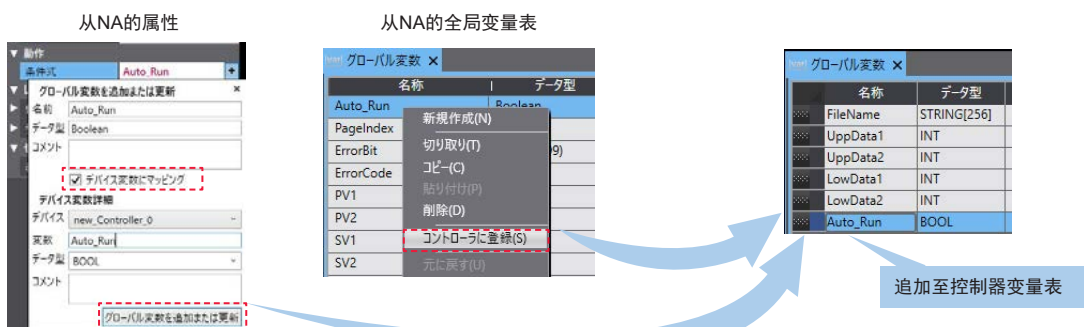 从NA的属性
▼ 動作
条件式 Auto_Run +
グローバル変数を追加または更新 ×
名前 Auto_Run
データ型 Boolean
コメント
デバイス変数にマッピング
デバイス変数詳細
デバイス new_Controller_0
変数 Auto_Run
データ型 BOOL
コメント
グローバル変数を追加または更新
从NA的全局变量表
グローバル変数 ×
名称 データ型
Auto_Run Boolean
PageIndex
ErrorBit 9)
ErrorCode
PV1
PV2
SV1
SV2
新規作成(N)
切り取り(T)
コピー(C)
貼り付け(P)
削除(D)
コントローラに登録(S)
元に戻す(U)
グローバル変数 ×
名称 データ型
FileName STRING[256]
UppData1 INT
UppData2 INT
LowData1 INT
LowData2 INT
Auto_Run BOOL
追加至控制器变量表